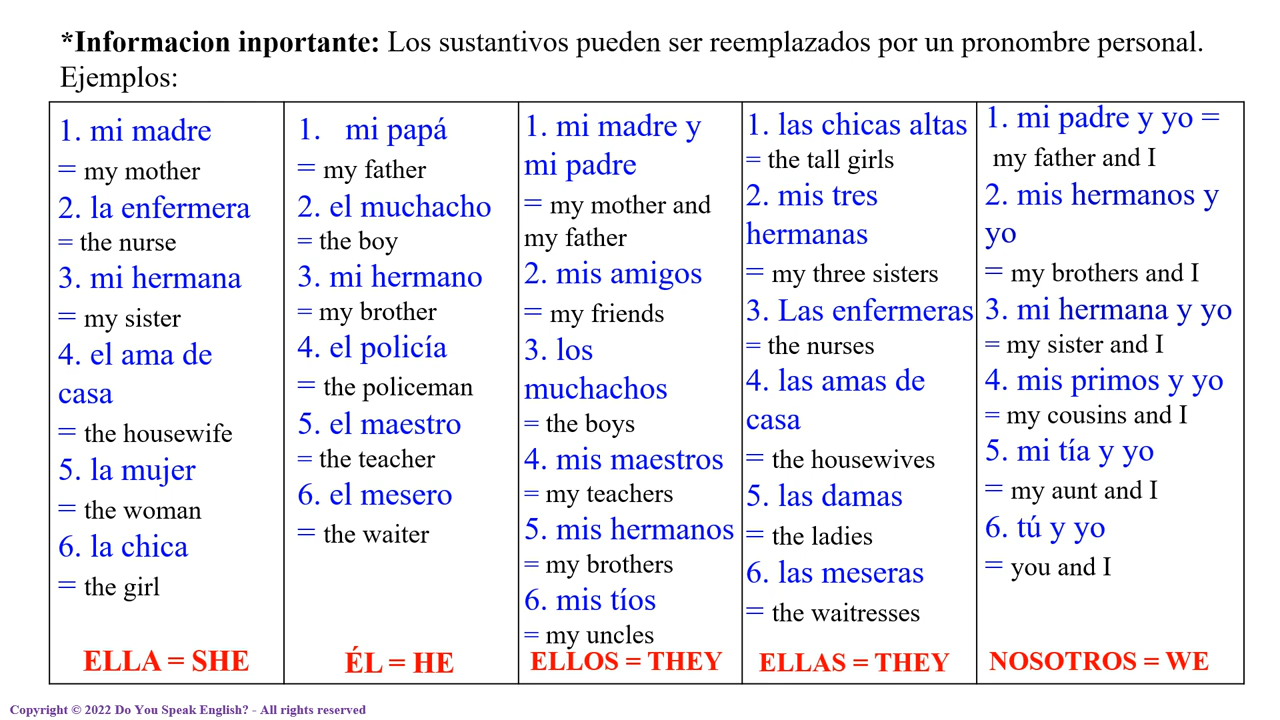 *Informacion inportante: Los sustantivos pueden ser reemplazados por un pronombre personal.
Ejemplos:
1. mi madre
= my mother
2. la enfermera
= the nurse
3. mi hermana
= my sister
4. el ama de
casa
= the housewife
5. la mujer
= the woman
6. la chica
= the girl
ELLA = SHE
1. mi papá
= my father
2. el muchacho
= the boy
3. mi hermano
= my brother
4. el policía
= the policeman
5. el maestro
= the teacher
6. el mesero
= the waiter
ÉL = HE
1. mi madre y
mi padre
= my mother and
my father
2. mis amigos
= my friends
3. los
muchachos
= the boys
4. mis maestros
= my teachers
5. mis hermanos
= my brothers
6. mis tíos
= my uncles
ELLOS = THEY
1. las chicas altas
= the tall girls
2. mis tres
hermanas
= my three sisters
3. Las enfermeras
= the nurses
4. las amas de
casa
= the housewives
5. las damas
= the ladies
6. las meseras
= the waitresses
ELLAS = THEY
1. mi padre y yo =
my father and I
2. mis hermanos y
yo
= my brothers and I
3. mi hermana y yo
= my sister and I
4. mis primos y yo
= my cousins and I
5. mi tía y yo
= my aunt and I
6. tú y yo
= you and I
NOSOTROS = WE
Copyright © 2022 Do You Speak English? - All rights reserved